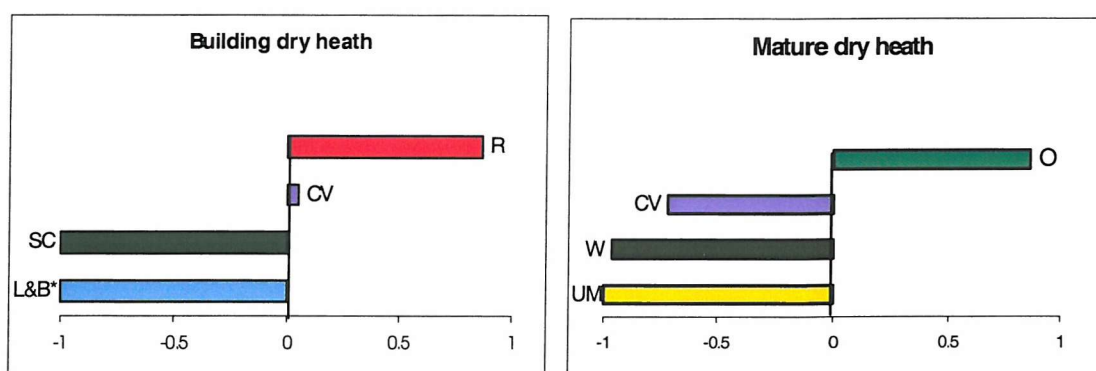 Building dry heath
R
CV
SC
L&B*
-1 -0.5 0 0.5 1
Mature dry heath
O
CV
W
UM
-1 -0.5 0 0.5 1